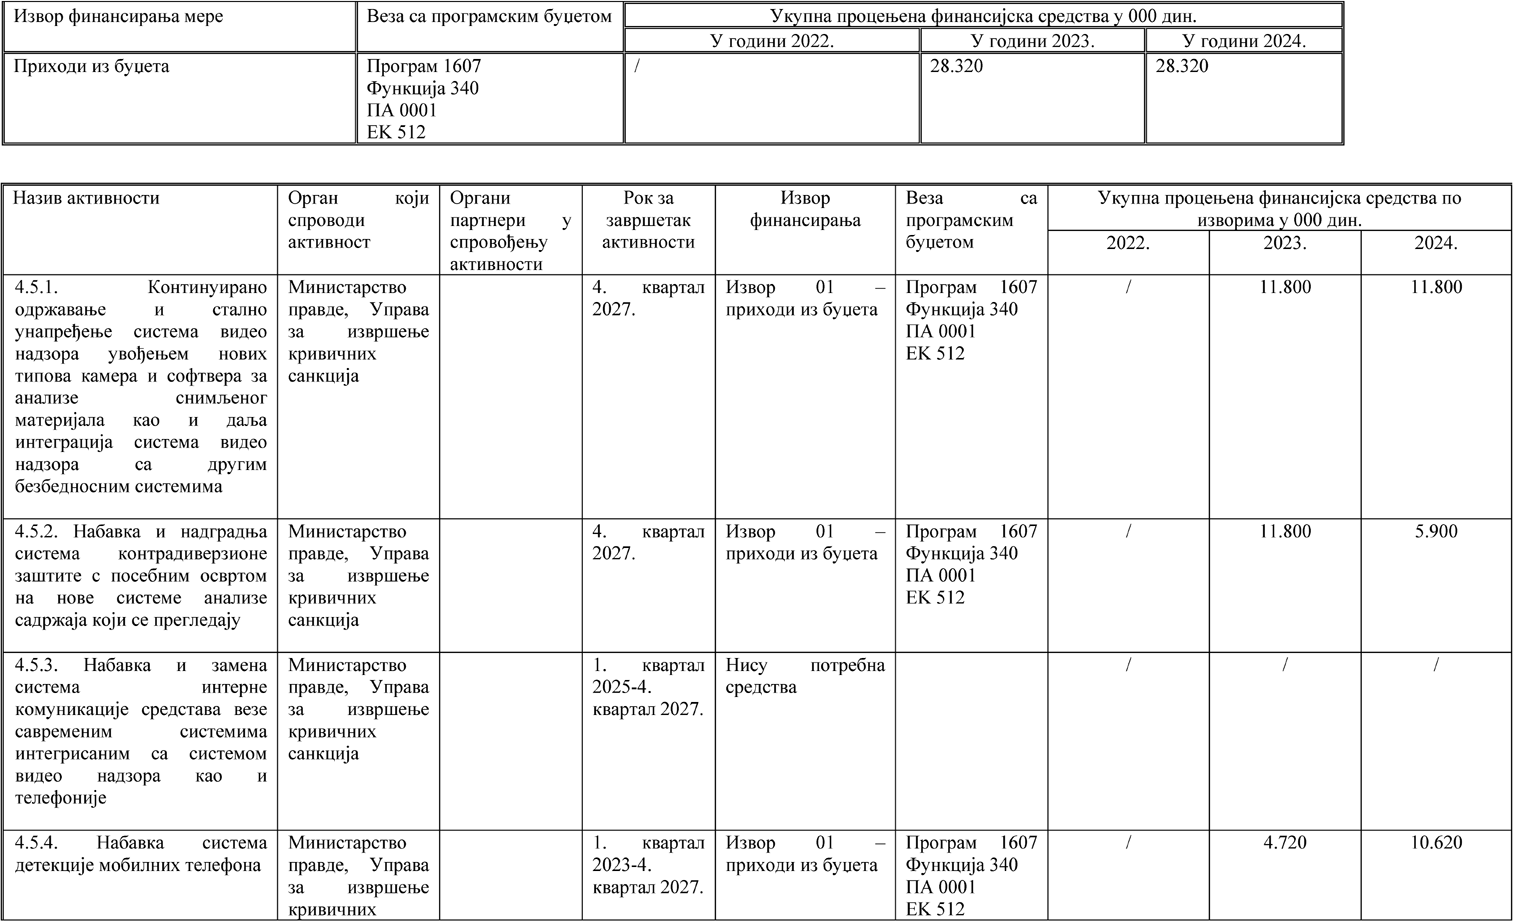 Извор финансирања мере
Веза са програмским буџетом
Укупна процењена финансијска средства у 000 дин.
У години 2022.
У години 2023.
У години 2024.
Приходи из буџета
Програм 1607
Функција 340
ПА 0001
ЕК 512
/
28.320
28.320
Назив активности
Орган који
спроводи
активност
Органи
партнери у
спровођењу
активности
Рок за
завршетак
активности
Извор
финансирања
Веза са
програмским
буџетом
Укупна процењена финансијска средства по
изворима у 000 дин.
2022.
2023.
2024.
4.5.1. Континуирано
одржавање и стално
унапређење система видео
надзора увођењем нових
типова камера и софтвера за
анализе снимљеног
материјала као и даља
интеграција система видео
надзора са другим
безбедносним системима
Министарство
правде, Управа
за извршење
кривичних
санкција
4. квартал
2027.
Извор 01 –
приходи из буџета
Програм 1607
Функција 340
ПА 0001
ЕК 512
/
11.800
11.800
4.5.2. Набавка и надградња
система контрадиверзионе
заштите с посебним освртом
на нове системе анализе
садржаја који се прегледају
Министарство
правде, Управа
за извршење
кривичних
санкција
4. квартал
2027.
Извор 01 –
приходи из буџета
Програм 1607
Функција 340
ПА 0001
ЕК 512
/
11.800
5.900
4.5.3. Набавка и замена
система интерне
комуникације средстава везе
савременим системима
интегрисаним са системом
видео надзора као и
телефоније
Министарство
правде, Управа
за извршење
кривичних
санкција
1. квартал
2025-4.
квартал 2027.
Нису потребна
средства
/
/
/
4.5.4. Набавка система
детекције мобилних телефона
Министарство
правде, Управа
за извршење
кривичних
1. квартал
2023-4.
квартал 2027.
Извор 01 –
приходи из буџета
Програм 1607
Функција 340
ПА 0001
ЕК 512
/
4.720
10.620